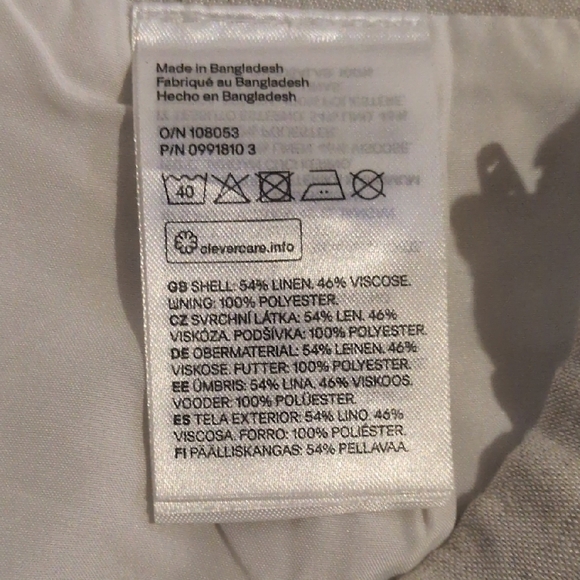 Made in Bangladesh
Fabriqué au Bangladesh
Hecho en Bangladesh
O/N 108053
P/N 0991810 3
40
clevercare.info
GB SHELL: 54% LINEN, 46% VISCOSE.
LINING: 100% POLYESTER.
CZ SVRCHNÍ LÁTKA: 54% LEN, 46%
VISKÓZA. PODŠÍVKA: 100% POLYESTER.
DE OBERMATERIAL: 54% LEINEN, 46%
VISKOSE. FUTTER: 100% POLYESTER.
EE ÜMBRIS: 54% LINA, 46% VISKOOS.
VOODER: 100% POLÜESTER.
ES TELA EXTERIOR: 54% LINO, 46%
VISCOSA. FORRO: 100% POLIÉSTER.
FI PÄÄLLISKANGAS: 54% PELLAVAA,